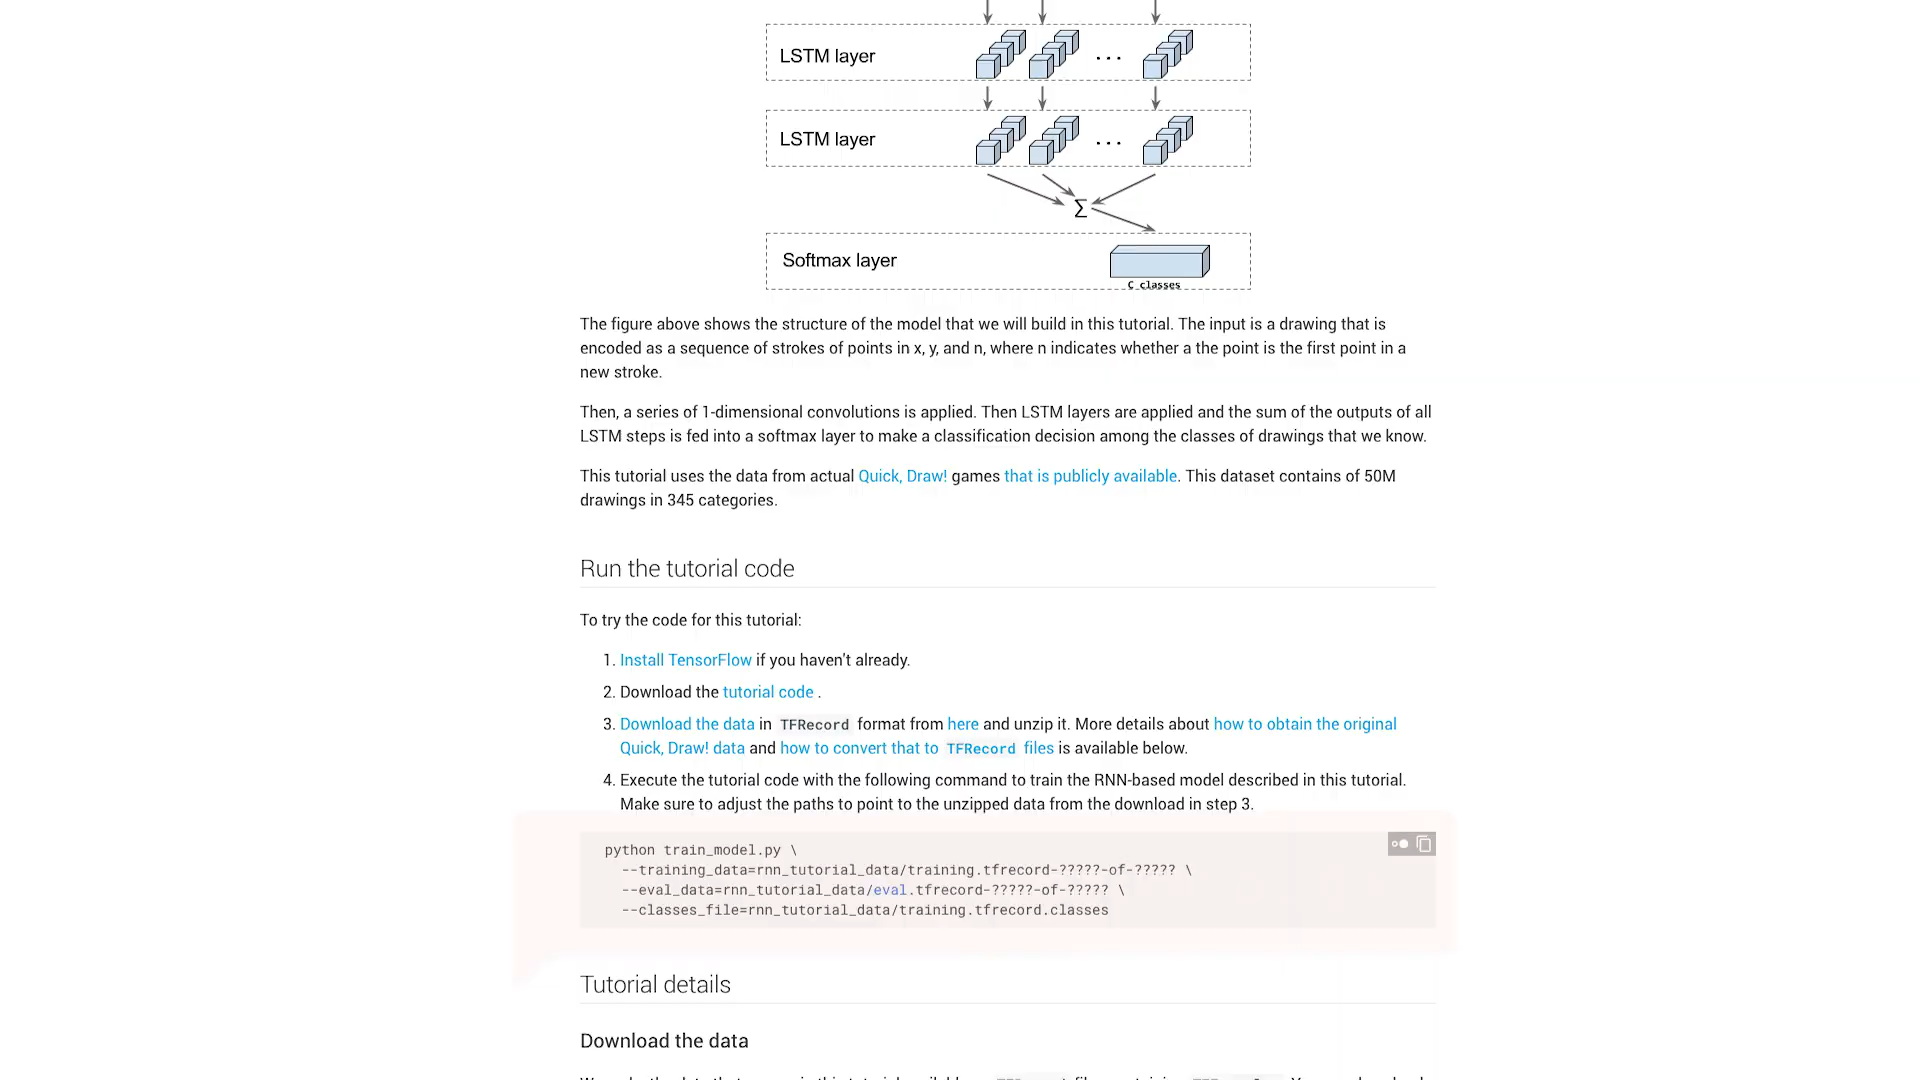 LSTM layer
LSTM layer
Σ
Softmax layer
C classes
The figure above shows the structure of the model that we will build in this tutorial. The input is a drawing that is
encoded as a sequence of strokes of points in x, y, and n, where n indicates whether a the point is the first point in a
new stroke.
Then, a series of 1-dimensional convolutions is applied. Then LSTM layers are applied and the sum of the outputs of all
LSTM steps is fed into a softmax layer to make a classification decision among the classes of drawings that we know.
This tutorial uses the data from actual Quick, Draw! games that is publicly available. This dataset contains of 50M
drawings in 345 categories.
Run the tutorial code
To try the code for this tutorial:
1. Install TensorFlow if you haven't already.
2. Download the tutorial code .
3. Download the data in TFRecord format from here and unzip it. More details about how to obtain the original
Quick, Draw! data and how to convert that to TFRecord files is available below.
4. Execute the tutorial code with the following command to train the RNN-based model described in this tutorial.
Make sure to adjust the paths to point to the unzipped data from the download in step 3.
python train_model.py \
--training_data=rnn_tutorial_data/training.tfrecord-?????-of-????? \
--eval_data=rnn_tutorial_data/eval.tfrecord-?????-of-????? \
--classes_file=rnn_tutorial_data/training.tfrecord.classes
Tutorial details
Download the data